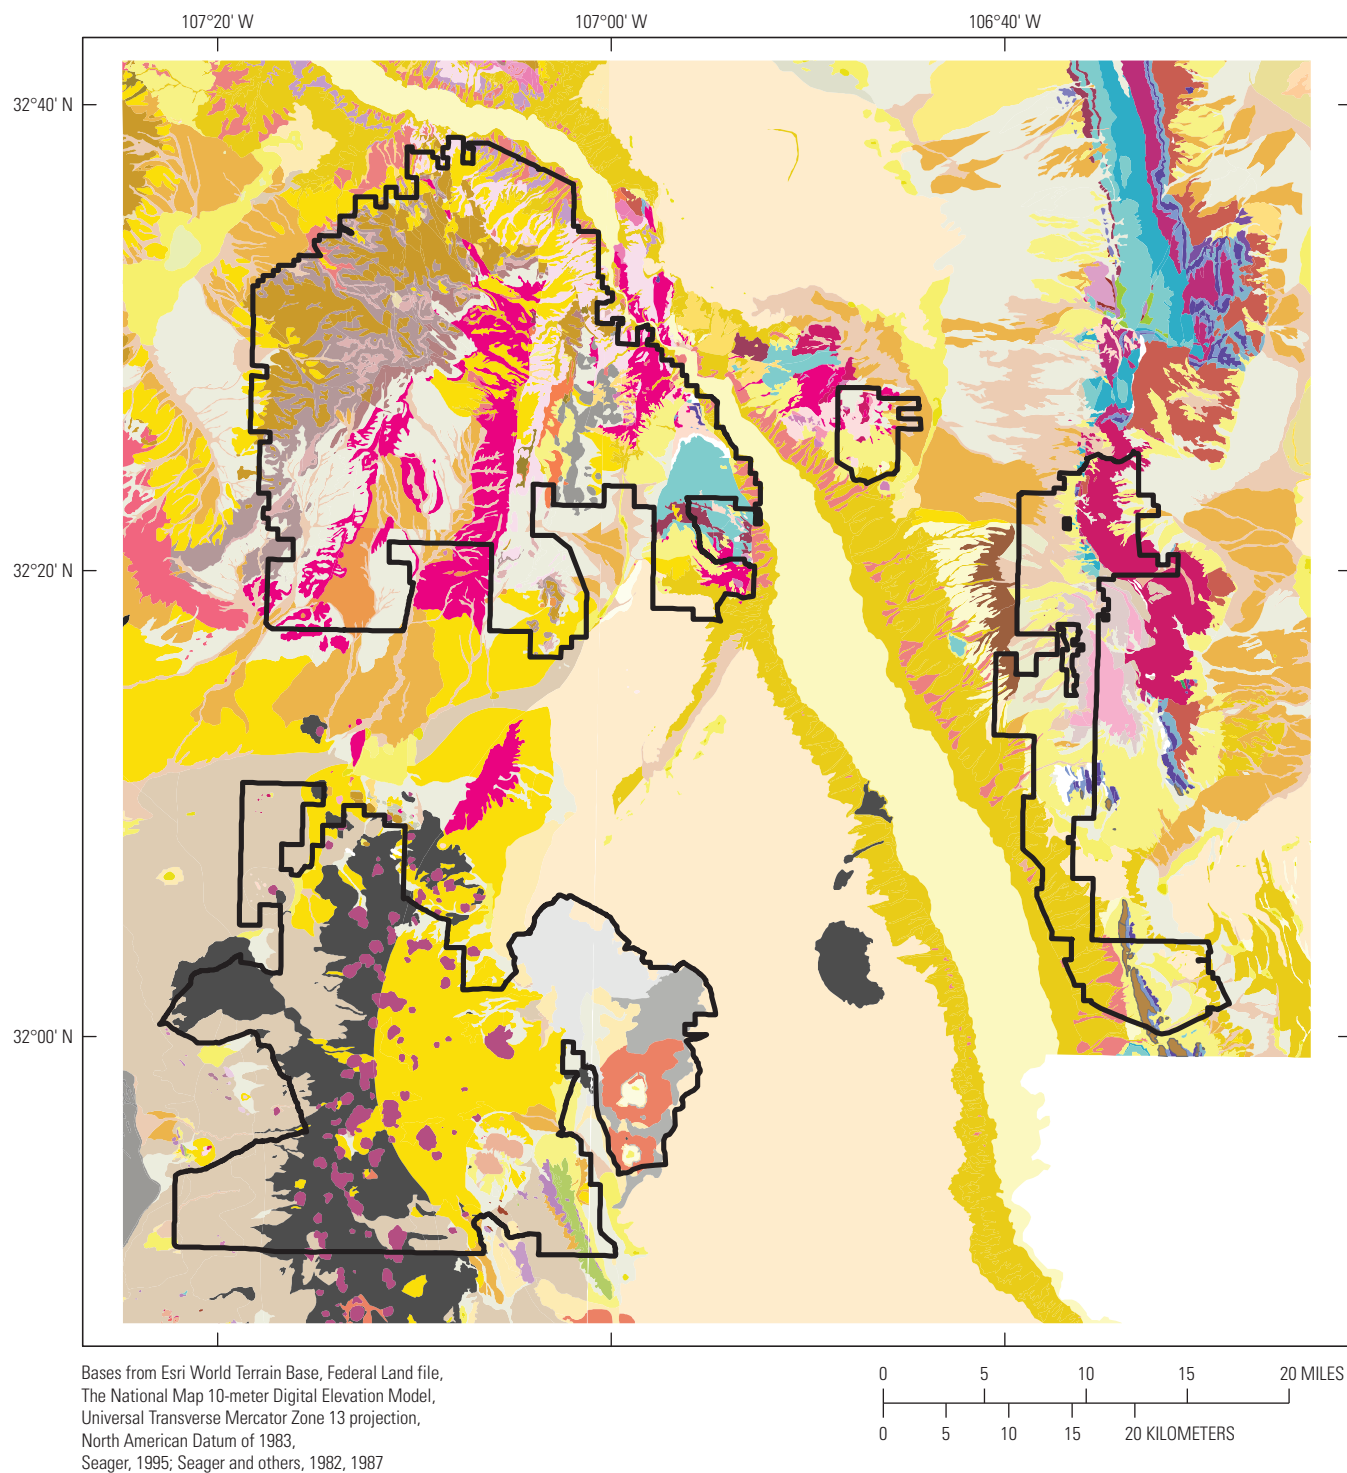 107°20' W 107°00' W 106°40' W
32°40' N
32°20' N
32°00' N
Bases from Esri World Terrain Base, Federal Land file,
The National Map 10-meter Digital Elevation Model,
Universal Transverse Mercator Zone 13 projection,
North American Datum of 1983,
Seager, 1995; Seager and others, 1982, 1987
0 5 10 15 20 MILES
0 5 10 15 20 KILOMETERS